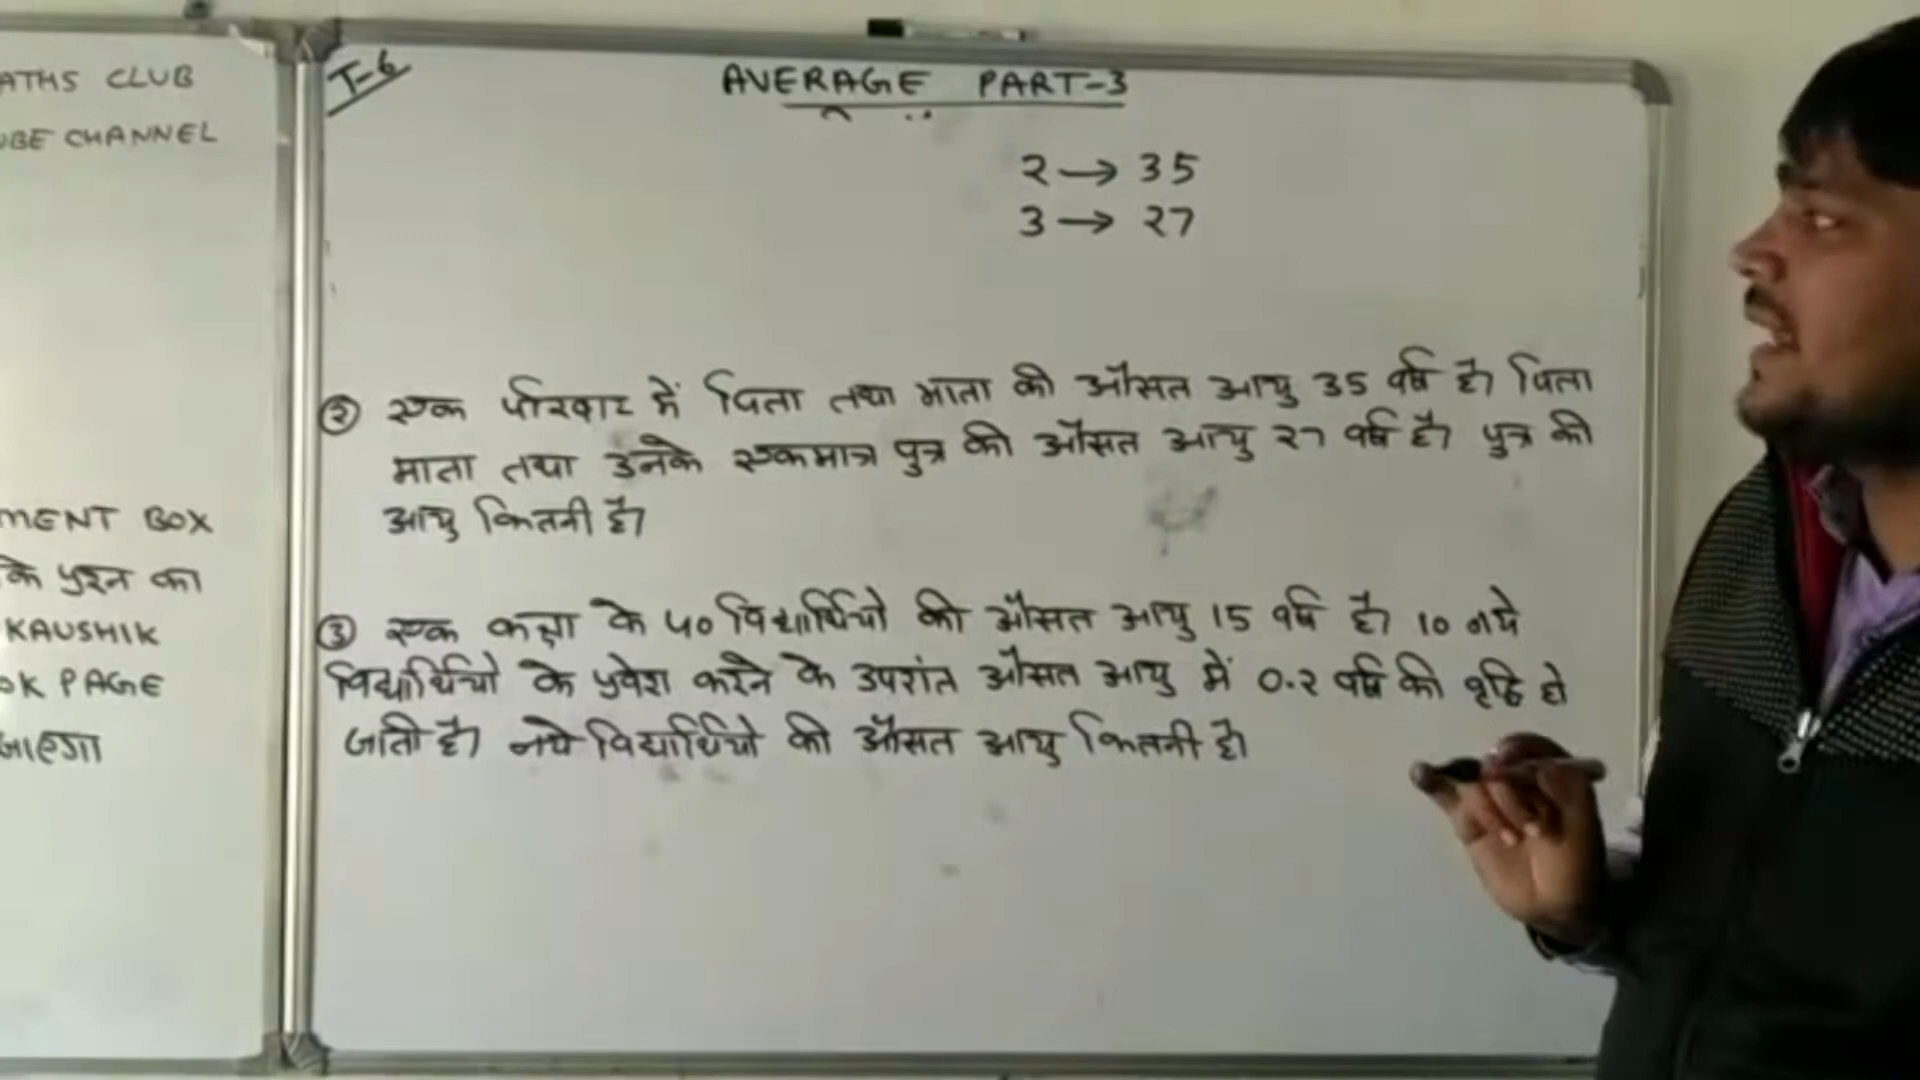 ATHS CLUB
UBE CHANNEL
MENT BOX
के प्रश्न का
KAUSHIK
OK PAGE
जाएगा
T-6
AVERAGE PART-3
2 → 35
3 → 27
② एक परिवार में पिता तथा माता की औसत आयु 35 वर्ष है। पिता
माता तथा उनके एकमात्र पुत्र की औसत आयु 27 वर्ष है। पुत्र की
आयु कितनी है।
③ एक कक्षा के 40 विद्यार्थियो की औसत आयु 15 वर्ष है। 10 नये
विद्यार्थियो के प्रवेश करने के उपरांत औसत आयु में 0.2 वर्ष की वृद्धि हो
जाती है। नये विद्यार्थियो की औसत आयु कितनी है।